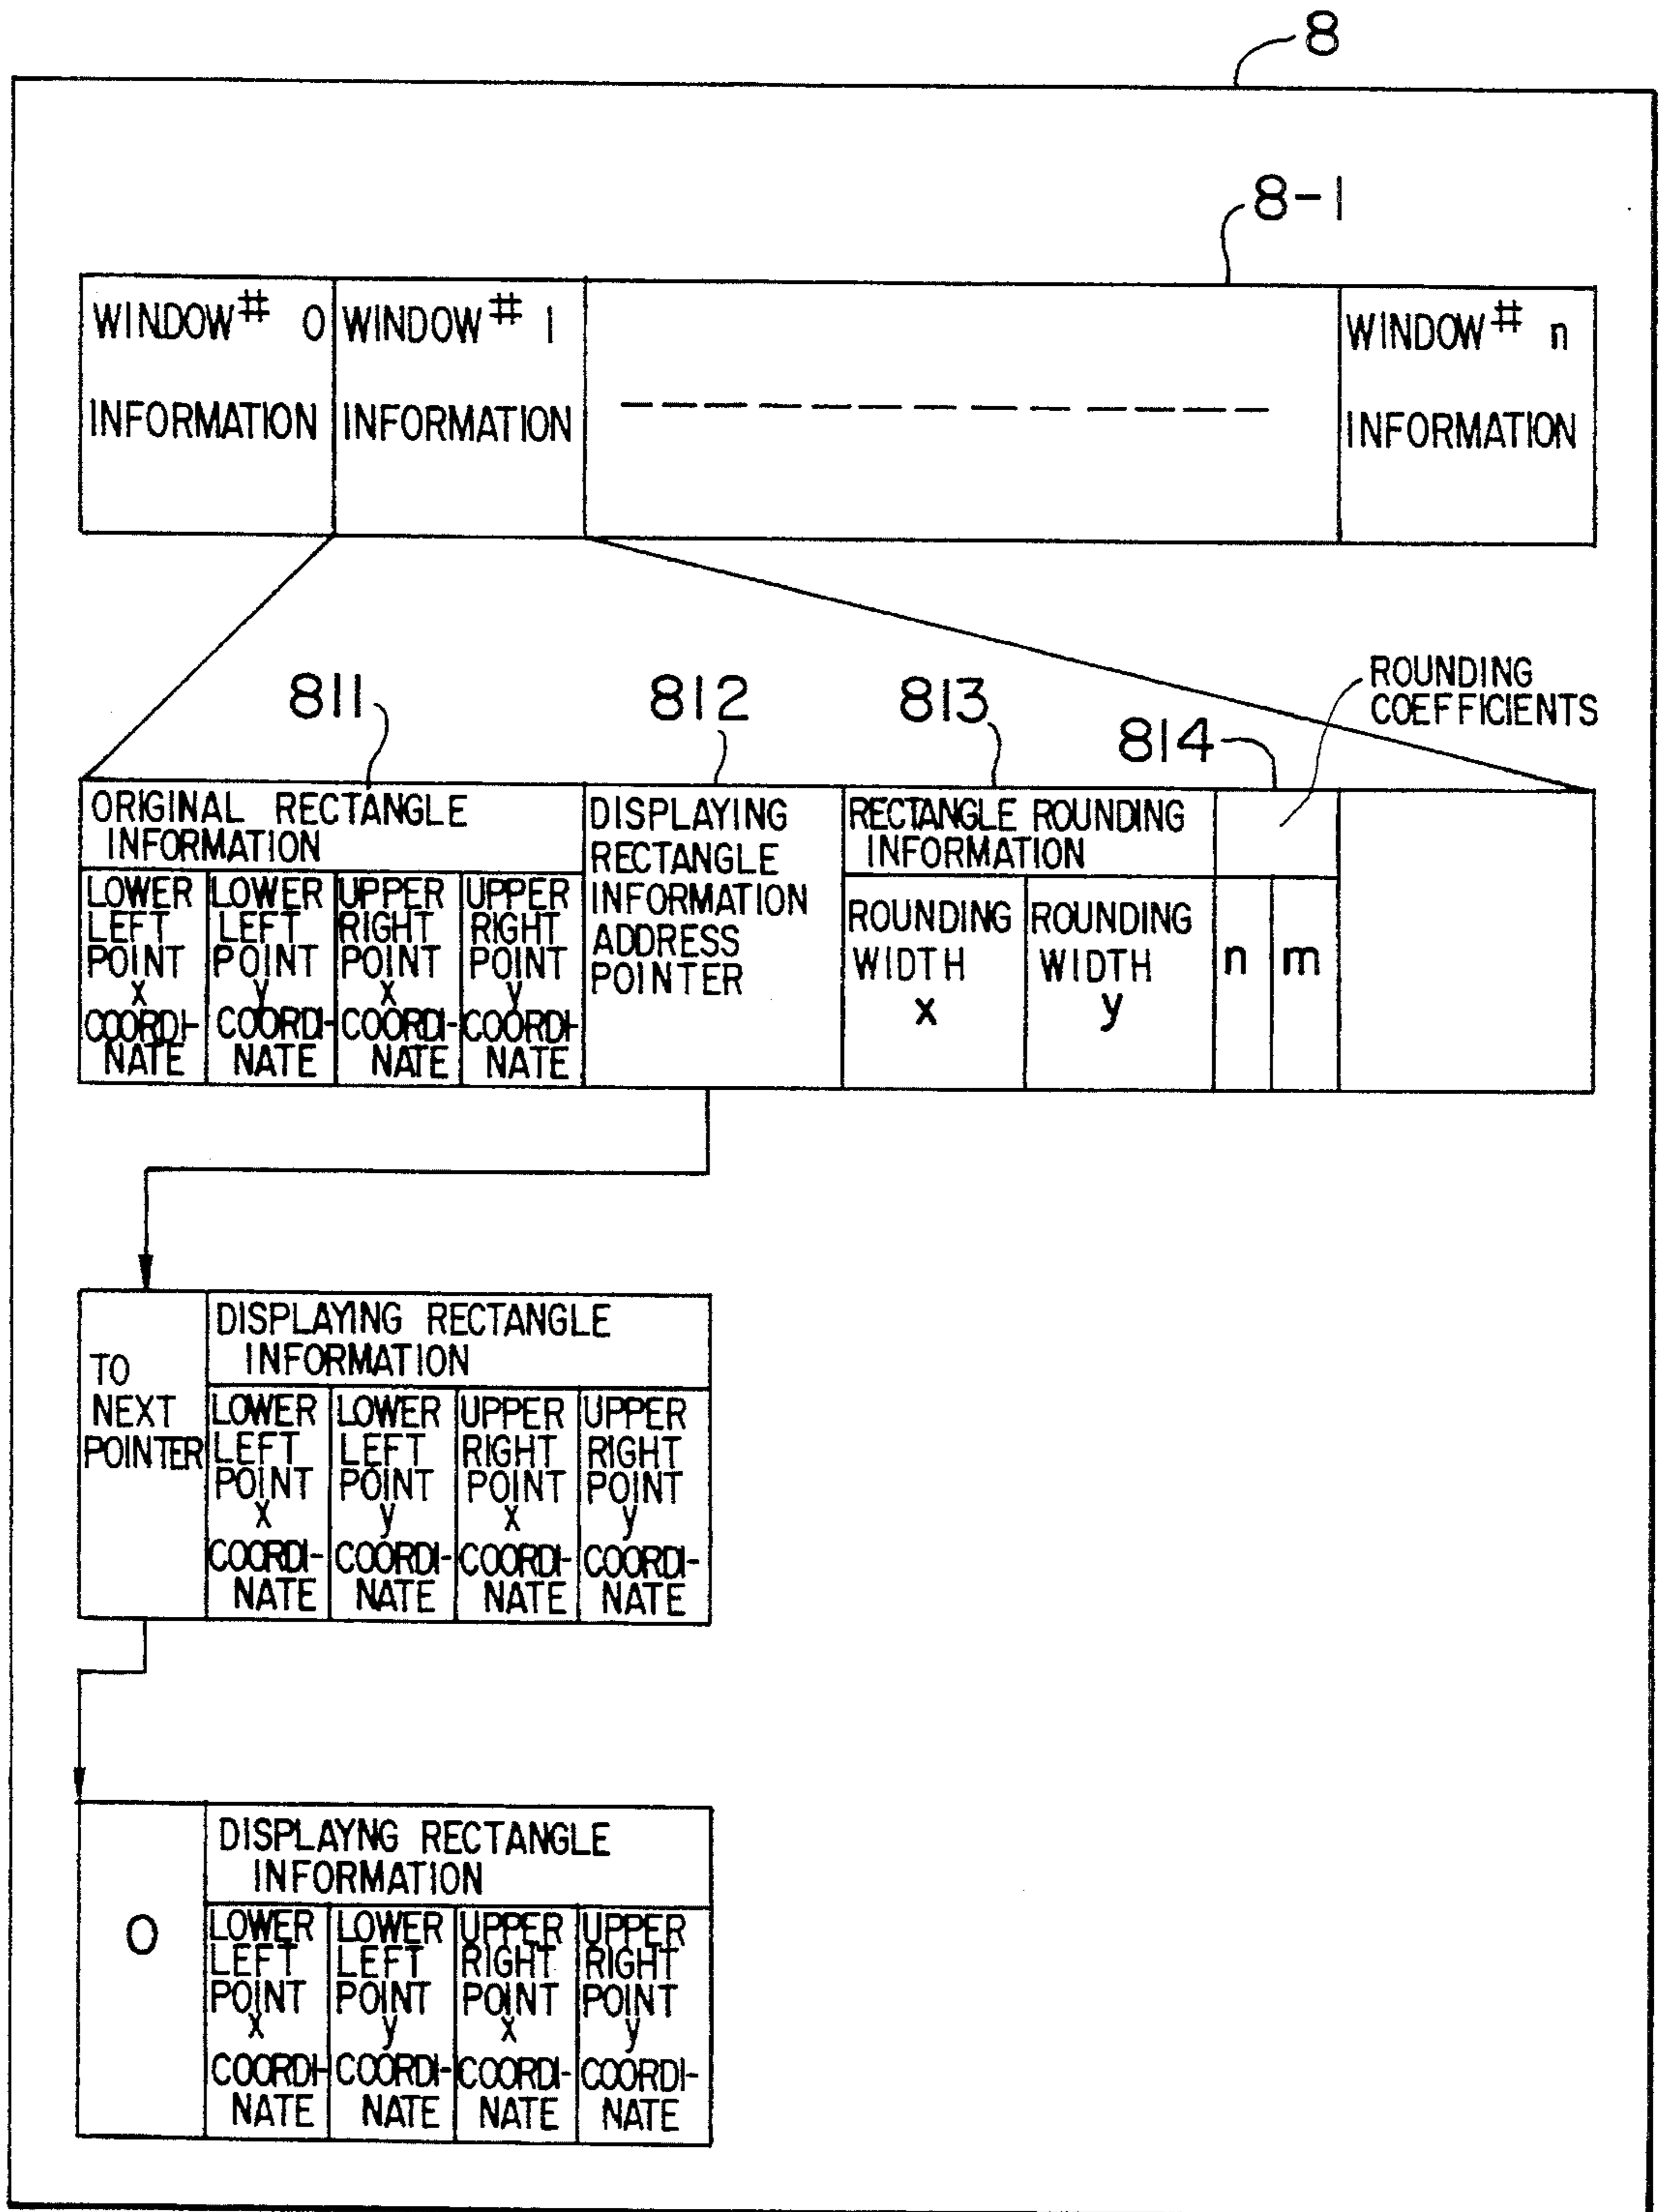 8
8-1
WINDOW# 0
INFORMATION
WINDOW# 1
INFORMATION
WINDOW# n
INFORMATION
811
812
813
814
ROUNDING
COEFFICIENTS
ORIGINAL RECTANGLE
INFORMATION
LOWER
LEFT
POINT
x
COORDI-
NATE
LOWER
LEFT
POINT
y
COORDI-
NATE
UPPER
RIGHT
POINT
x
COORDI-
NATE
UPPER
RIGHT
POINT
y
COORDI-
NATE
DISPLAYING
RECTANGLE
INFORMATION
ADDRESS
POINTER
RECTANGLE ROUNDING
INFORMATION
ROUNDING
WIDTH
x
ROUNDING
WIDTH
y
n
m
TO
NEXT
POINTER
DISPLAYING RECTANGLE
INFORMATION
LOWER
LEFT
POINT
x
COORDI-
NATE
LOWER
LEFT
POINT
y
COORDI-
NATE
UPPER
RIGHT
POINT
x
COORDI-
NATE
UPPER
RIGHT
POINT
y
COORDI-
NATE
0
DISPLAYNG RECTANGLE
INFORMATION
LOWER
LEFT
POINT
x
COORDI-
NATE
LOWER
LEFT
POINT
y
COORDI-
NATE
UPPER
RIGHT
POINT
x
COORDI-
NATE
UPPER
RIGHT
POINT
y
COORDI-
NATE